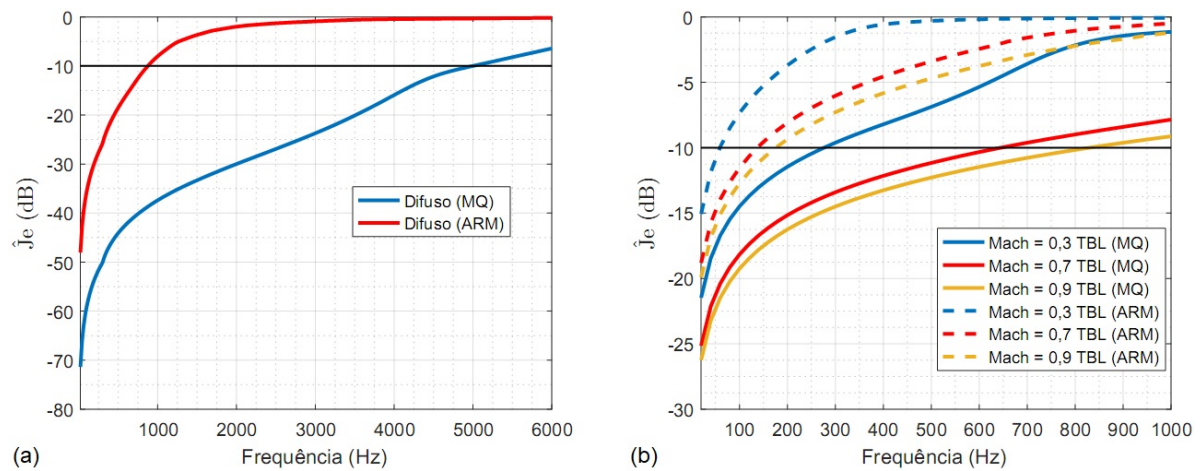 0
-10
-20
-30
-40
-50
-60
-70
-80
Ĵe (dB)
Difuso (MQ)
Difuso (ARM)
1000 2000 3000 4000 5000 6000
Frequência (Hz)
(a)
0
-5
-10
-15
-20
-25
-30
Ĵe (dB)
Mach = 0,3 TBL (MQ)
Mach = 0,7 TBL (MQ)
Mach = 0,9 TBL (MQ)
Mach = 0,3 TBL (ARM)
Mach = 0,7 TBL (ARM)
Mach = 0,9 TBL (ARM)
100 200 300 400 500 600 700 800 900 1000
Frequência (Hz)
(b)